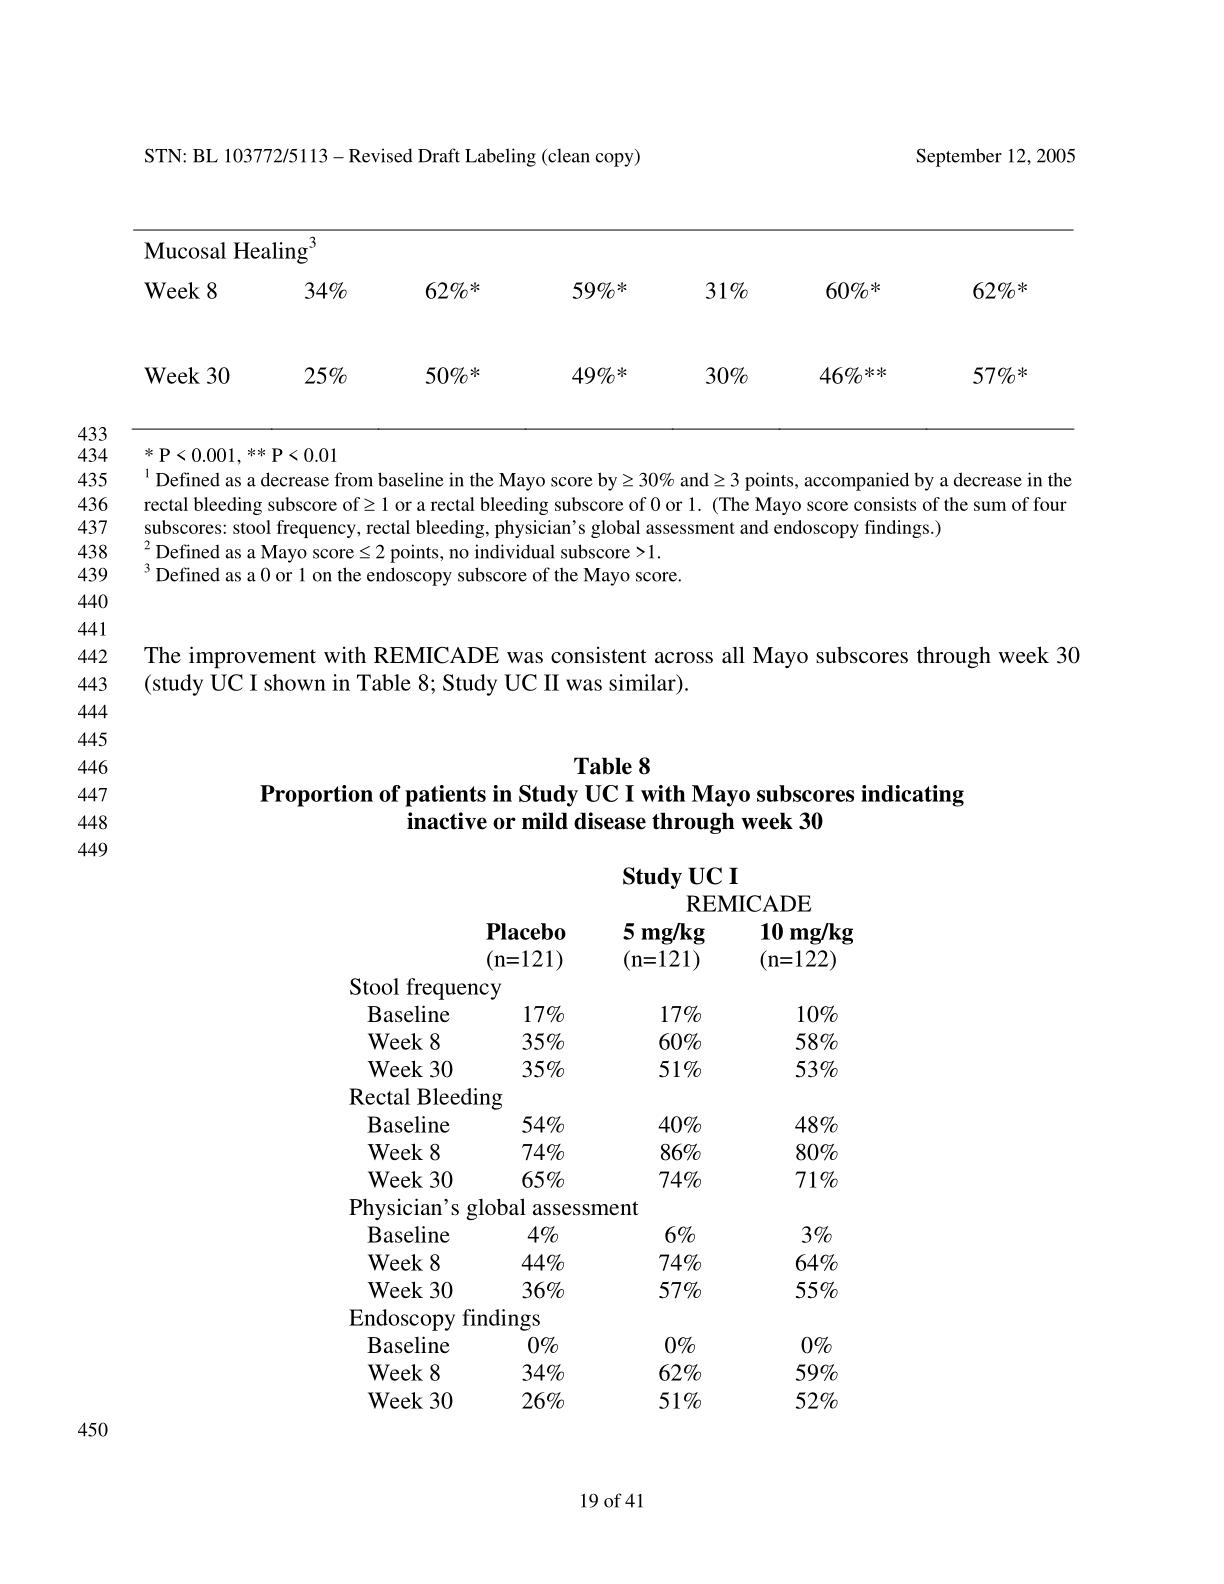 STN: BL 103772/5113 – Revised Draft Labeling (clean copy) September 12, 2005
Mucosal Healing3
Week 8 34% 62%* 59%* 31% 60%* 62%*
Week 30 25% 50%* 49%* 30% 46%** 57%*
433
434 * P < 0.001, ** P < 0.01
435 1 Defined as a decrease from baseline in the Mayo score by ≥ 30% and ≥ 3 points, accompanied by a decrease in the
436 rectal bleeding subscore of ≥ 1 or a rectal bleeding subscore of 0 or 1. (The Mayo score consists of the sum of four
437 subscores: stool frequency, rectal bleeding, physician’s global assessment and endoscopy findings.)
438 2 Defined as a Mayo score ≤ 2 points, no individual subscore >1.
439 3 Defined as a 0 or 1 on the endoscopy subscore of the Mayo score.
440
441
442 The improvement with REMICADE was consistent across all Mayo subscores through week 30
443 (study UC I shown in Table 8; Study UC II was similar).
444
445
446 Table 8
447 Proportion of patients in Study UC I with Mayo subscores indicating
448 inactive or mild disease through week 30
449
Study UC I
REMICADE
Placebo 5 mg/kg 10 mg/kg
(n=121) (n=121) (n=122)
Stool frequency
Baseline 17% 17% 10%
Week 8 35% 60% 58%
Week 30 35% 51% 53%
Rectal Bleeding
Baseline 54% 40% 48%
Week 8 74% 86% 80%
Week 30 65% 74% 71%
Physician’s global assessment
Baseline 4% 6% 3%
Week 8 44% 74% 64%
Week 30 36% 57% 55%
Endoscopy findings
Baseline 0% 0% 0%
Week 8 34% 62% 59%
Week 30 26% 51% 52%
450
19 of 41